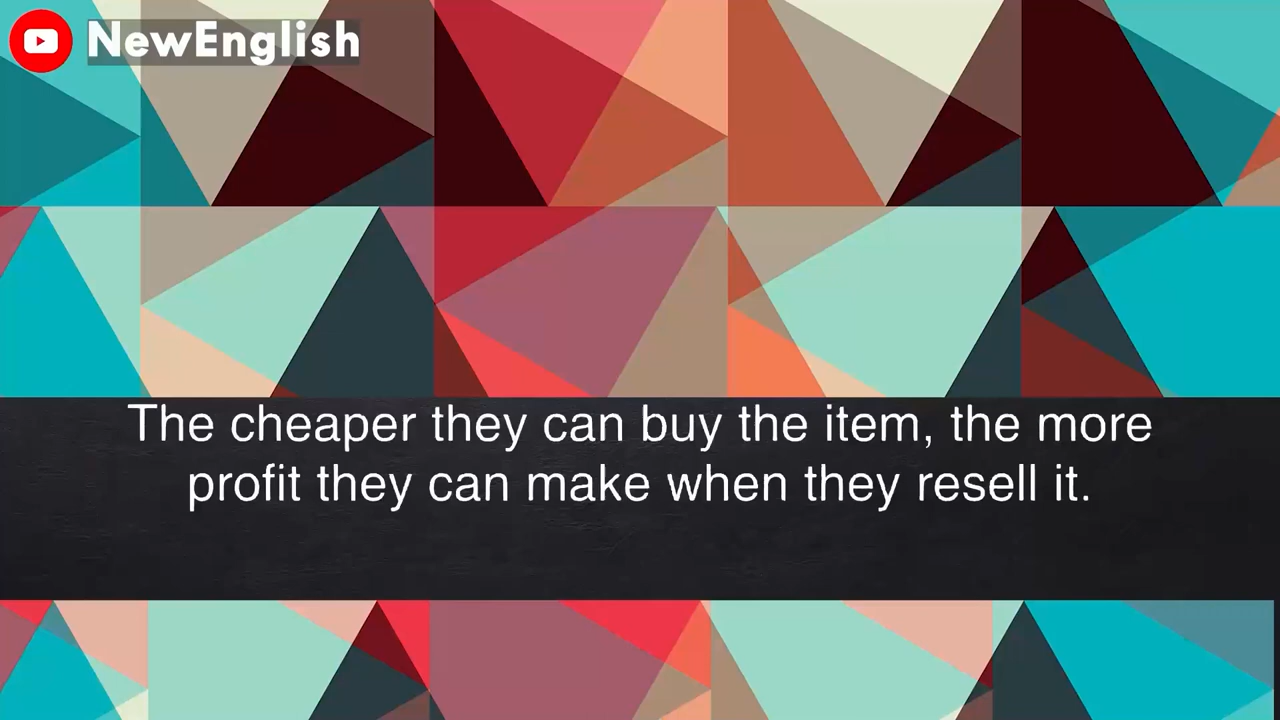 NewEnglish
The cheaper they can buy the item, the more
profit they can make when they resell it.